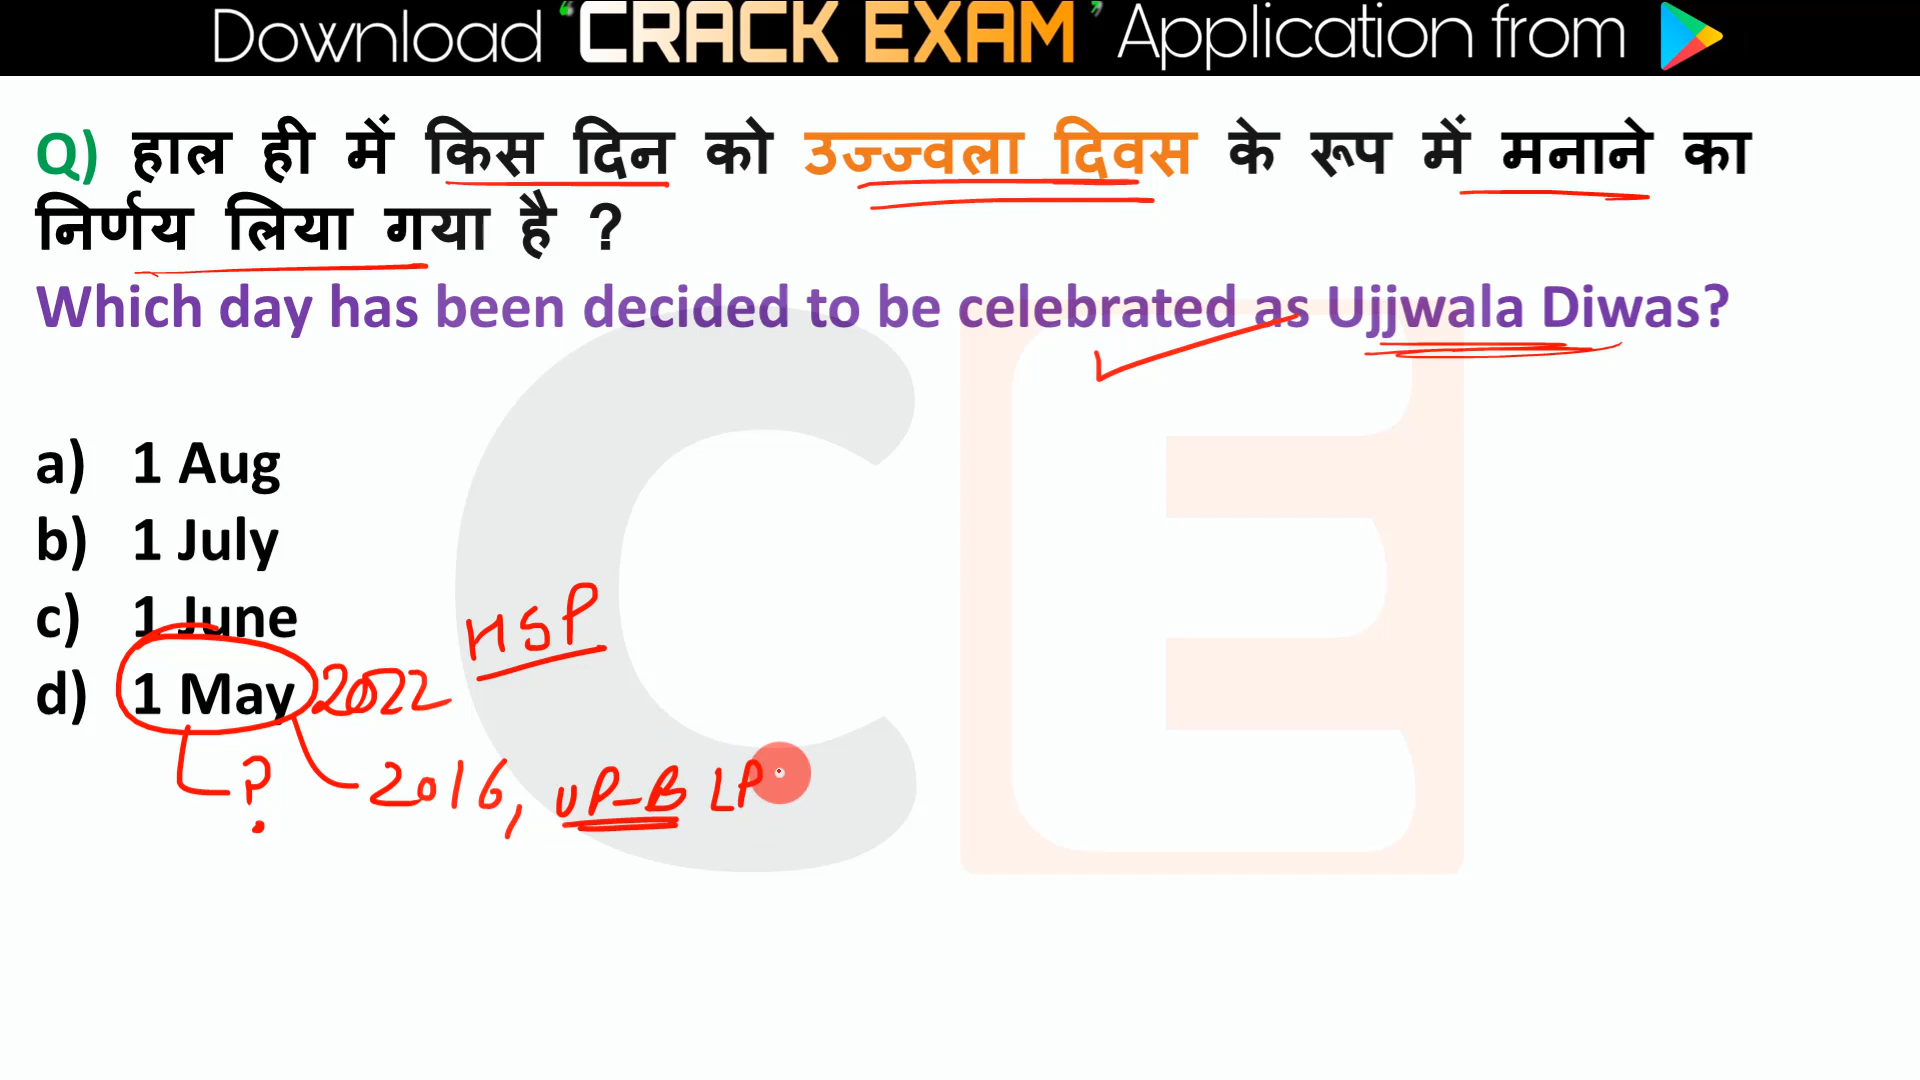 Download 'CRACK EXAM' Application from
Q) हाल ही में किस दिन को उज्ज्वला दिवस के रूप में मनाने का
निर्णय लिया गया है ?
Which day has been decided to be celebrated as Ujjwala Diwas?
a) 1 Aug
b) 1 July
c) 1 June
HSP
d) 1 May 2022
? 2016, UP-B LP
CE